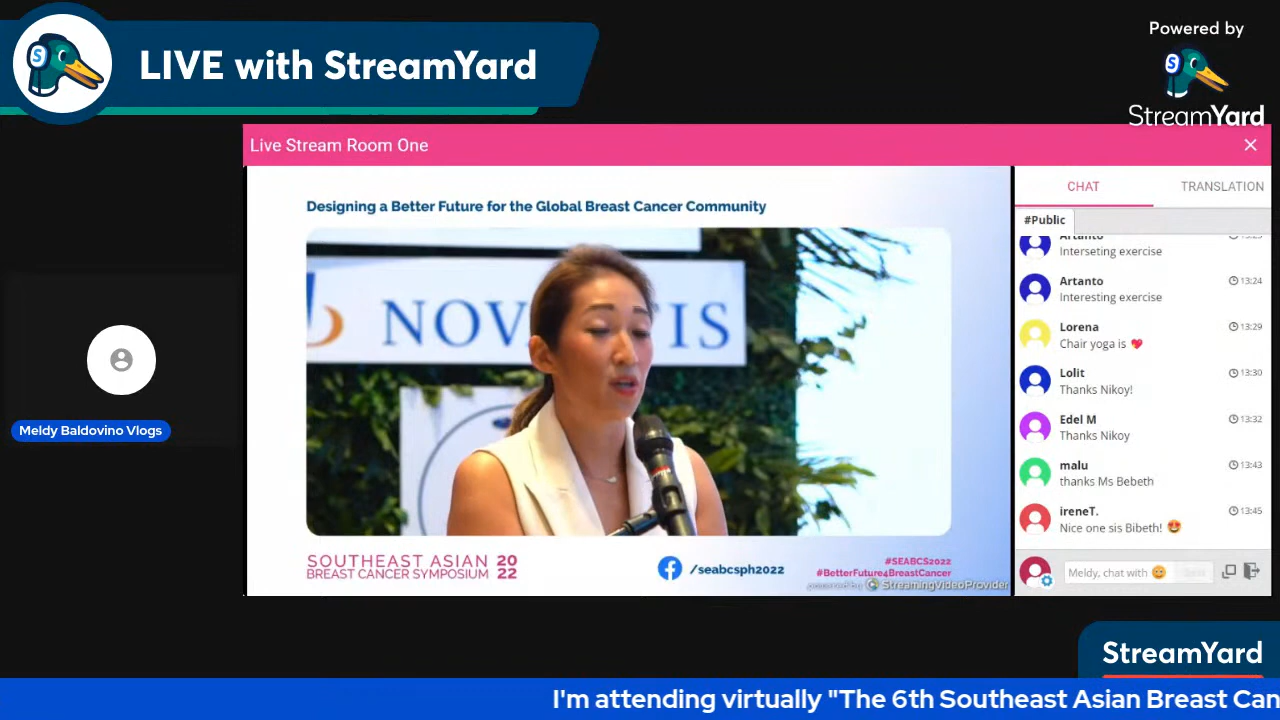 LIVE with StreamYard
Powered by
StreamYard
Live Stream Room One
CHAT
TRANSLATION
#Public
Designing a Better Future for the Global Breast Cancer Community
NOV
TIS
Artanto
Interseting exercise
Artanto 13:24
Interesting exercise
Lorena 13:29
Chair yoga is 💖
Lolit 13:30
Thanks Nikoy!
Edel M 13:32
Thanks Nikoy
malu 13:43
thanks Ms Bebeth
ireneT. 13:45
Nice one sis Bibeth! 😍
Meldy, chat with 😀
Meldy Baldovino Vlogs
SOUTHEAST ASIAN 20
BREAST CANCER SYMPOSIUM 22
/seabcsph2022
#SEABCS2022
#BetterFuture4BreastCancer
powered by StreamingVideoProvider
StreamYard
I'm attending virtually "The 6th Southeast Asian Breast Can